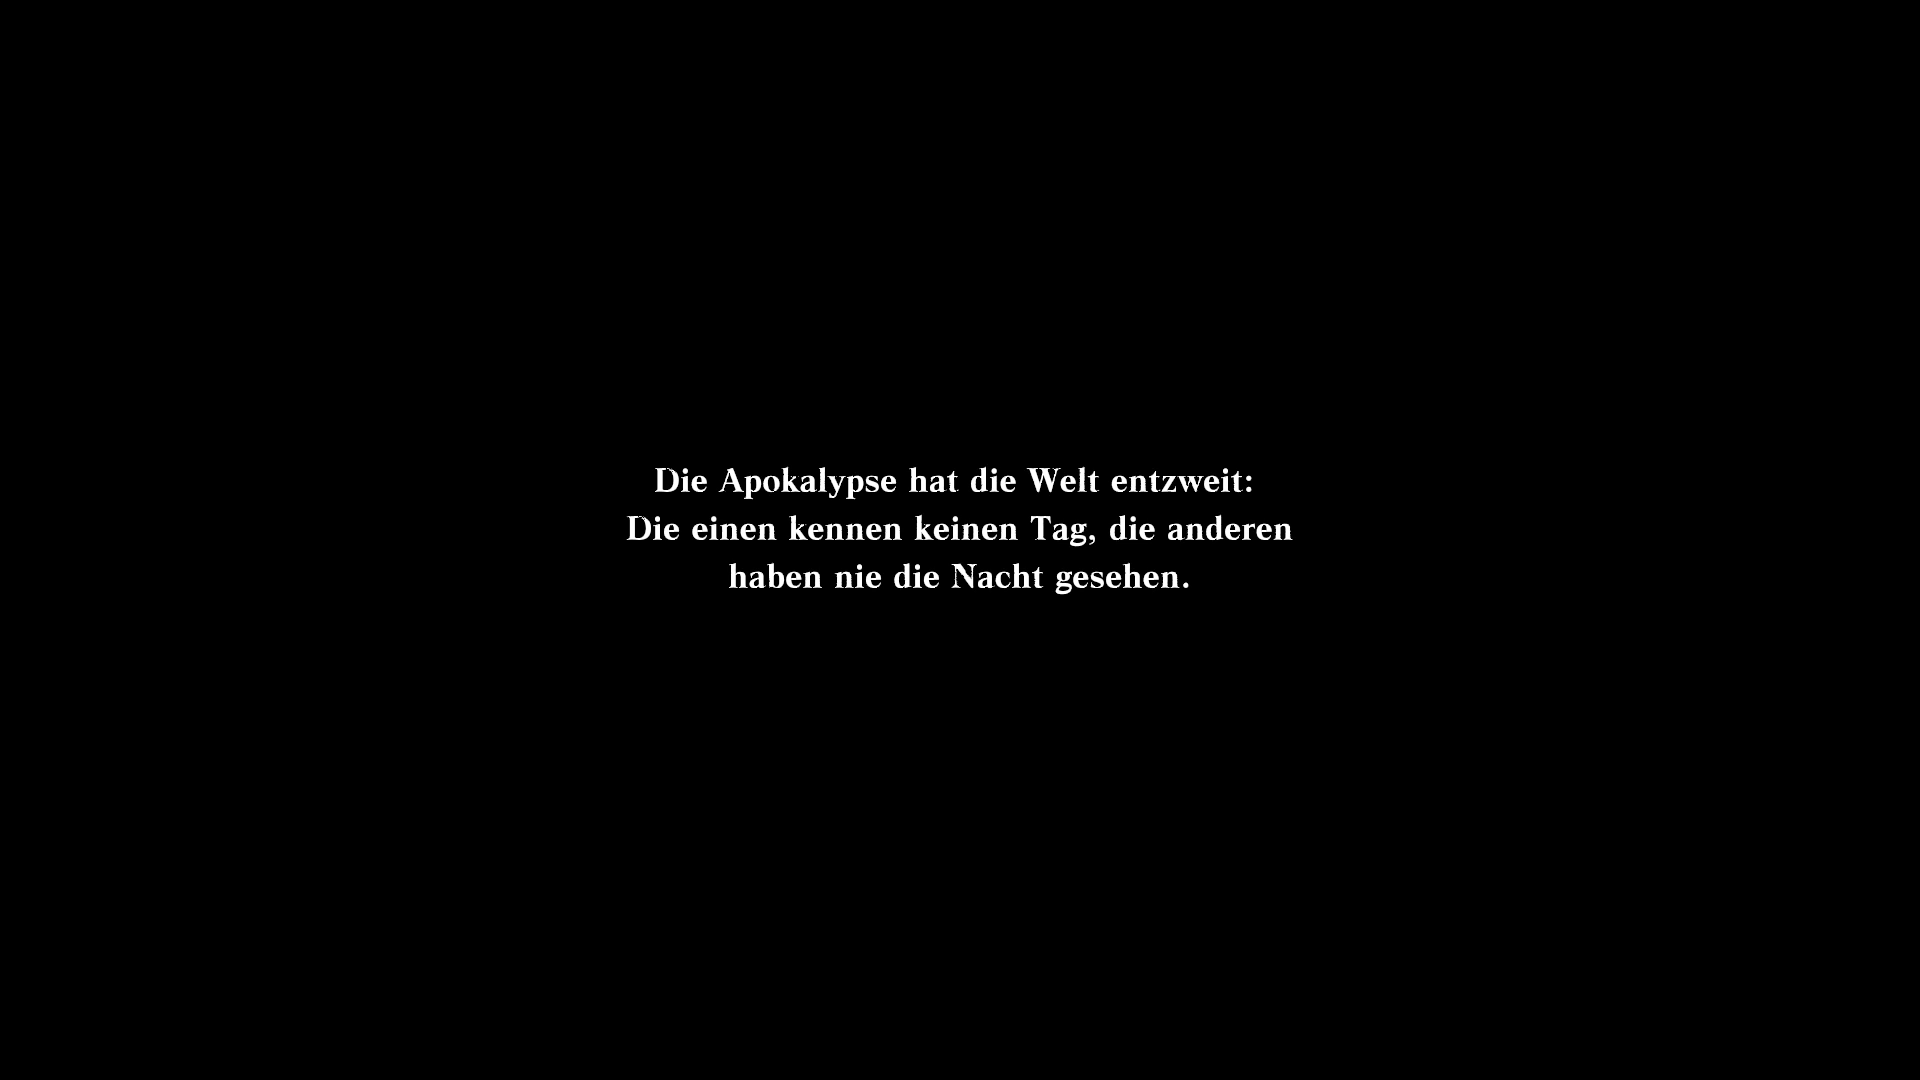 Die Apokalypse hat die Welt entzweit:
Die einen kennen keinen Tag, die anderen
haben nie die Nacht gesehen.